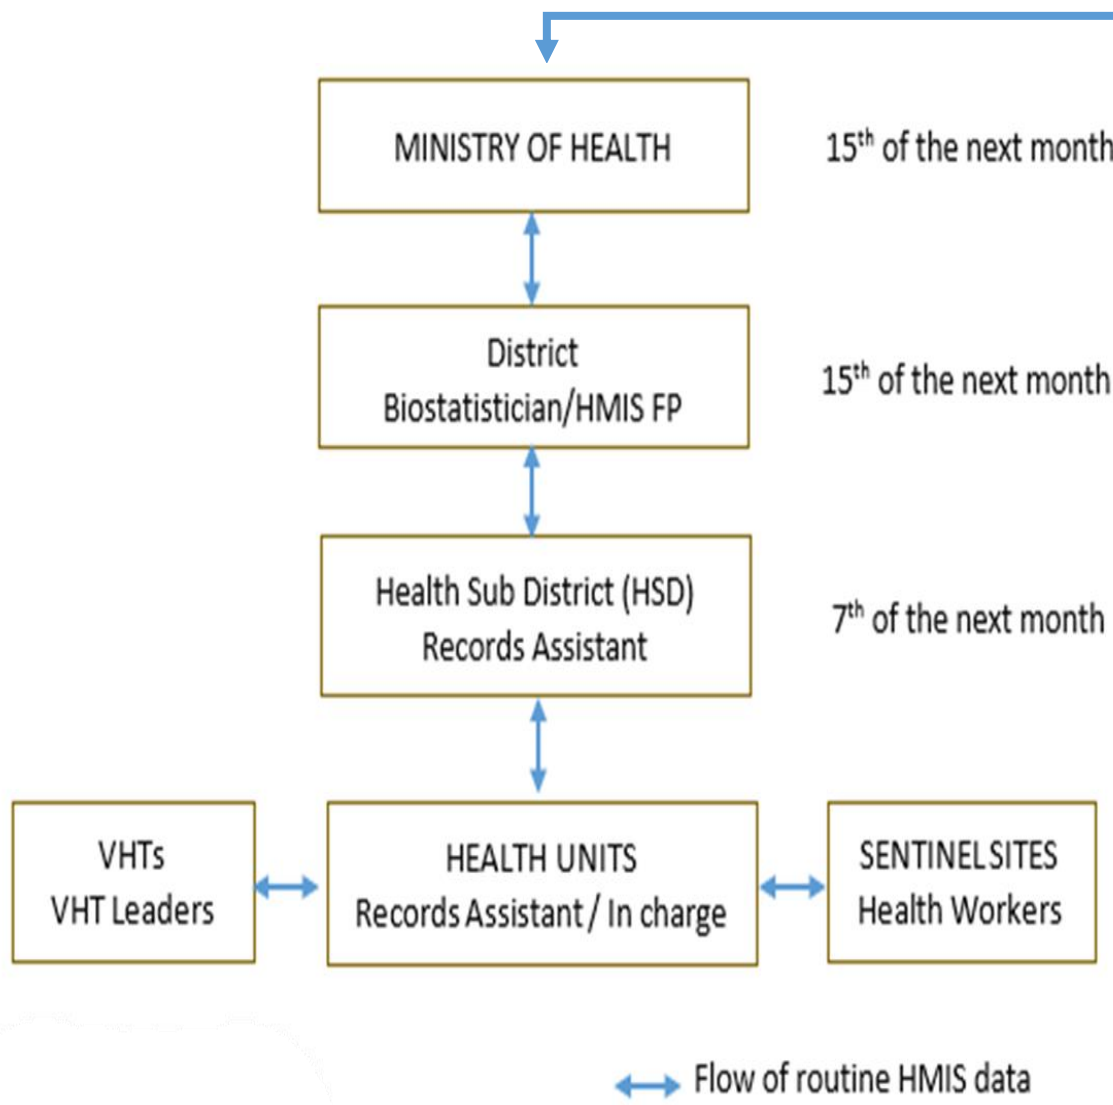 MINISTRY OF HEALTH
15th of the next month
District
Biostatistician/HMIS FP
15th of the next month
Health Sub District (HSD)
Records Assistant
7th of the next month
VHTs
VHT Leaders
HEALTH UNITS
Records Assistant / In charge
SENTINEL SITES
Health Workers
Flow of routine HMIS data